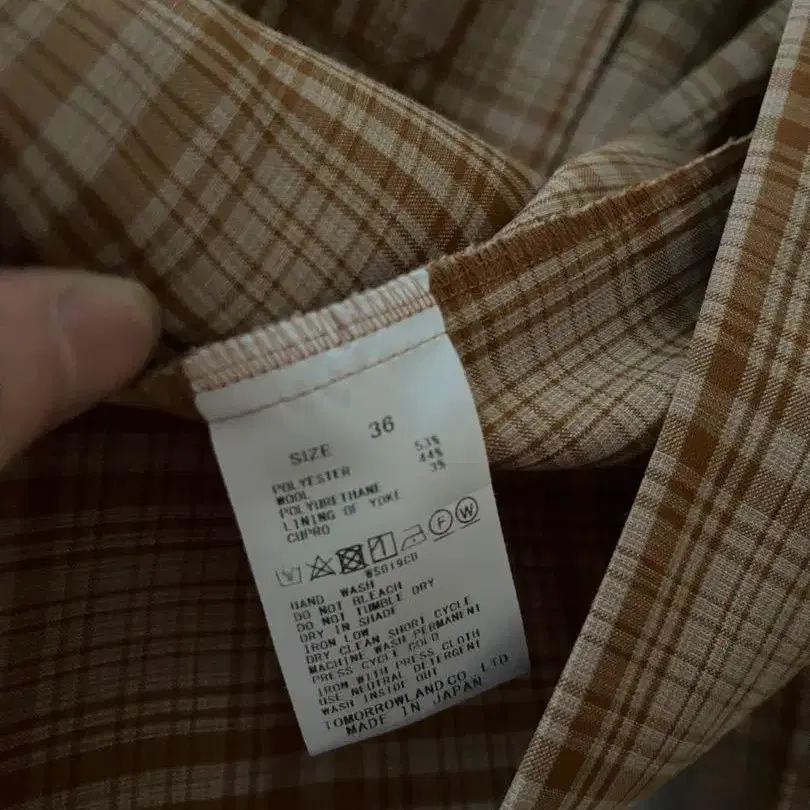 SIZE 36
POLYESTER 53%
WOOL 44%
POLYURETHANE 3%
LINING OF YOKE
CUPRO
F W
WS019CD
HAND WASH
DO NOT BLEACH
DO NOT TUMBLE DRY
DRY IN SHADE
IRON LOW
DRY CLEAN SHORT CYCLE
MACHINE WASH PERMANENT
PRESS CYCLE COLD
IRON WITH PRESS CLOTH
USE NEUTRAL DETERGENT
WASH INSIDE OUT
TOMORROWLAND CO. LTD
MADE IN JAPAN